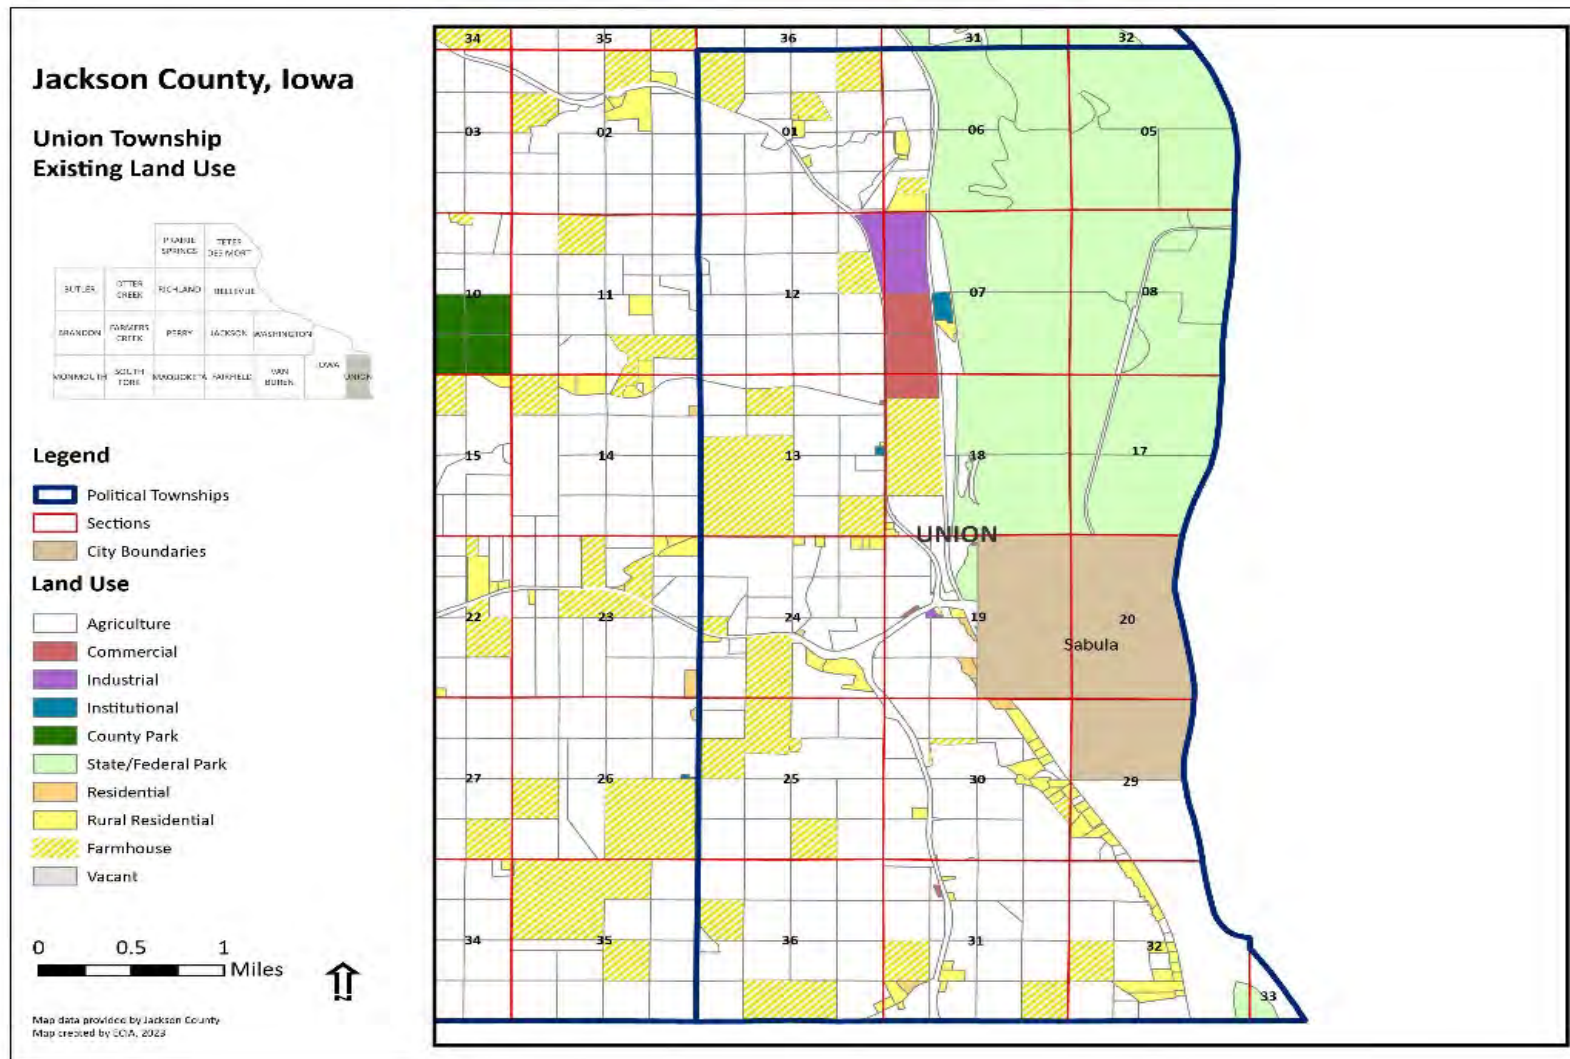 Jackson County, Iowa
Union Township
Existing Land Use
PRAIRIE
SPRINGS
TETES
DES MORT
BUTLER
OTTER
CREEK
RICHLAND
BELLEVUE
BRANDON
FARMERS
CREEK
PERRY
JACKSON
WASHINGTON
MONMOUTH
SOUTH
FORK
MAQUOKETA
FAIRFIELD
VAN
BUREN
IOWA
UNION
Legend
Political Townships
Sections
City Boundaries
Land Use
Agriculture
Commercial
Industrial
Institutional
County Park
State/Federal Park
Residential
Rural Residential
Farmhouse
Vacant
0 0.5 1
Miles
N
Map data provided by Jackson County
Map created by ECIA, 2023
34 35 36 31 32
03 02 01 06 05
10 11 12 07 08
15 14 13 18 17
UNION
22 23 24 19 20
Sabula
27 26 25 30 29
34 35 36 31 32
33